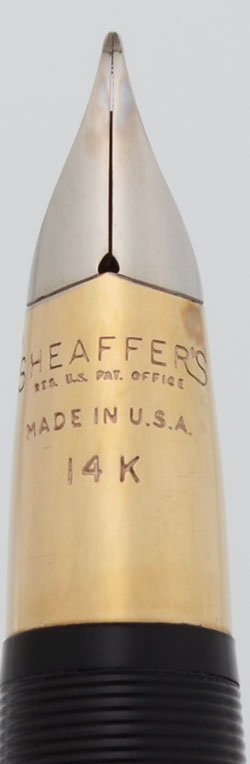 SHEAFFER'S
REG. U.S. PAT. OFFICE
MADE IN U.S.A.
14K